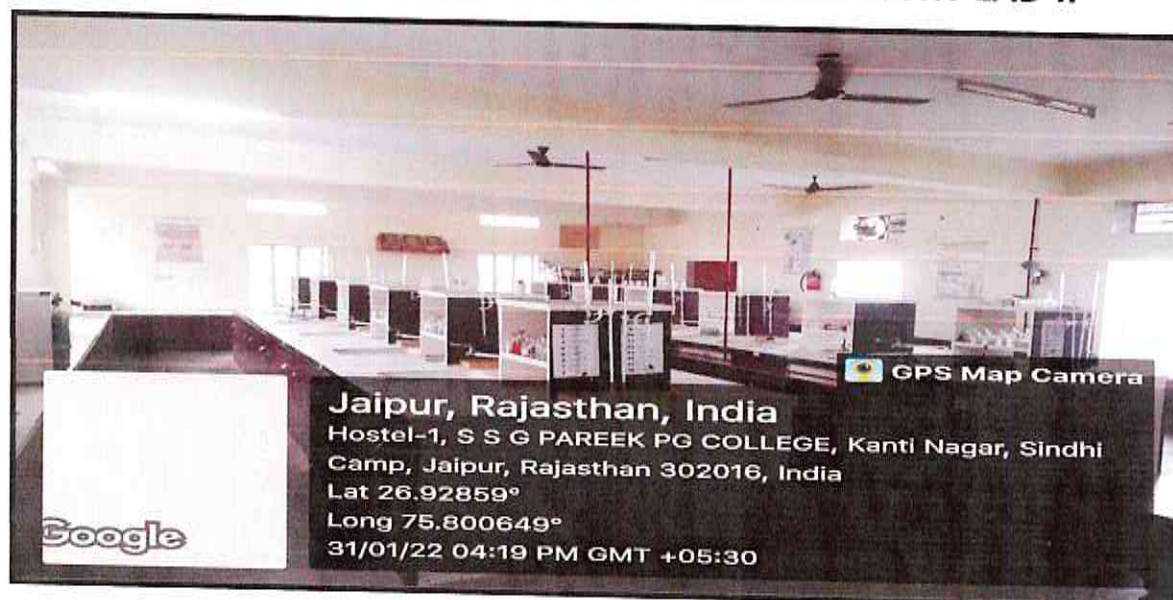 GPS Map Camera
Jaipur, Rajasthan, India
Hostel-1, S S G PAREEK PG COLLEGE, Kanti Nagar, Sindhi
Camp, Jaipur, Rajasthan 302016, India
Lat 26.92859°
Long 75.800649°
31/01/22 04:19 PM GMT +05:30
Google